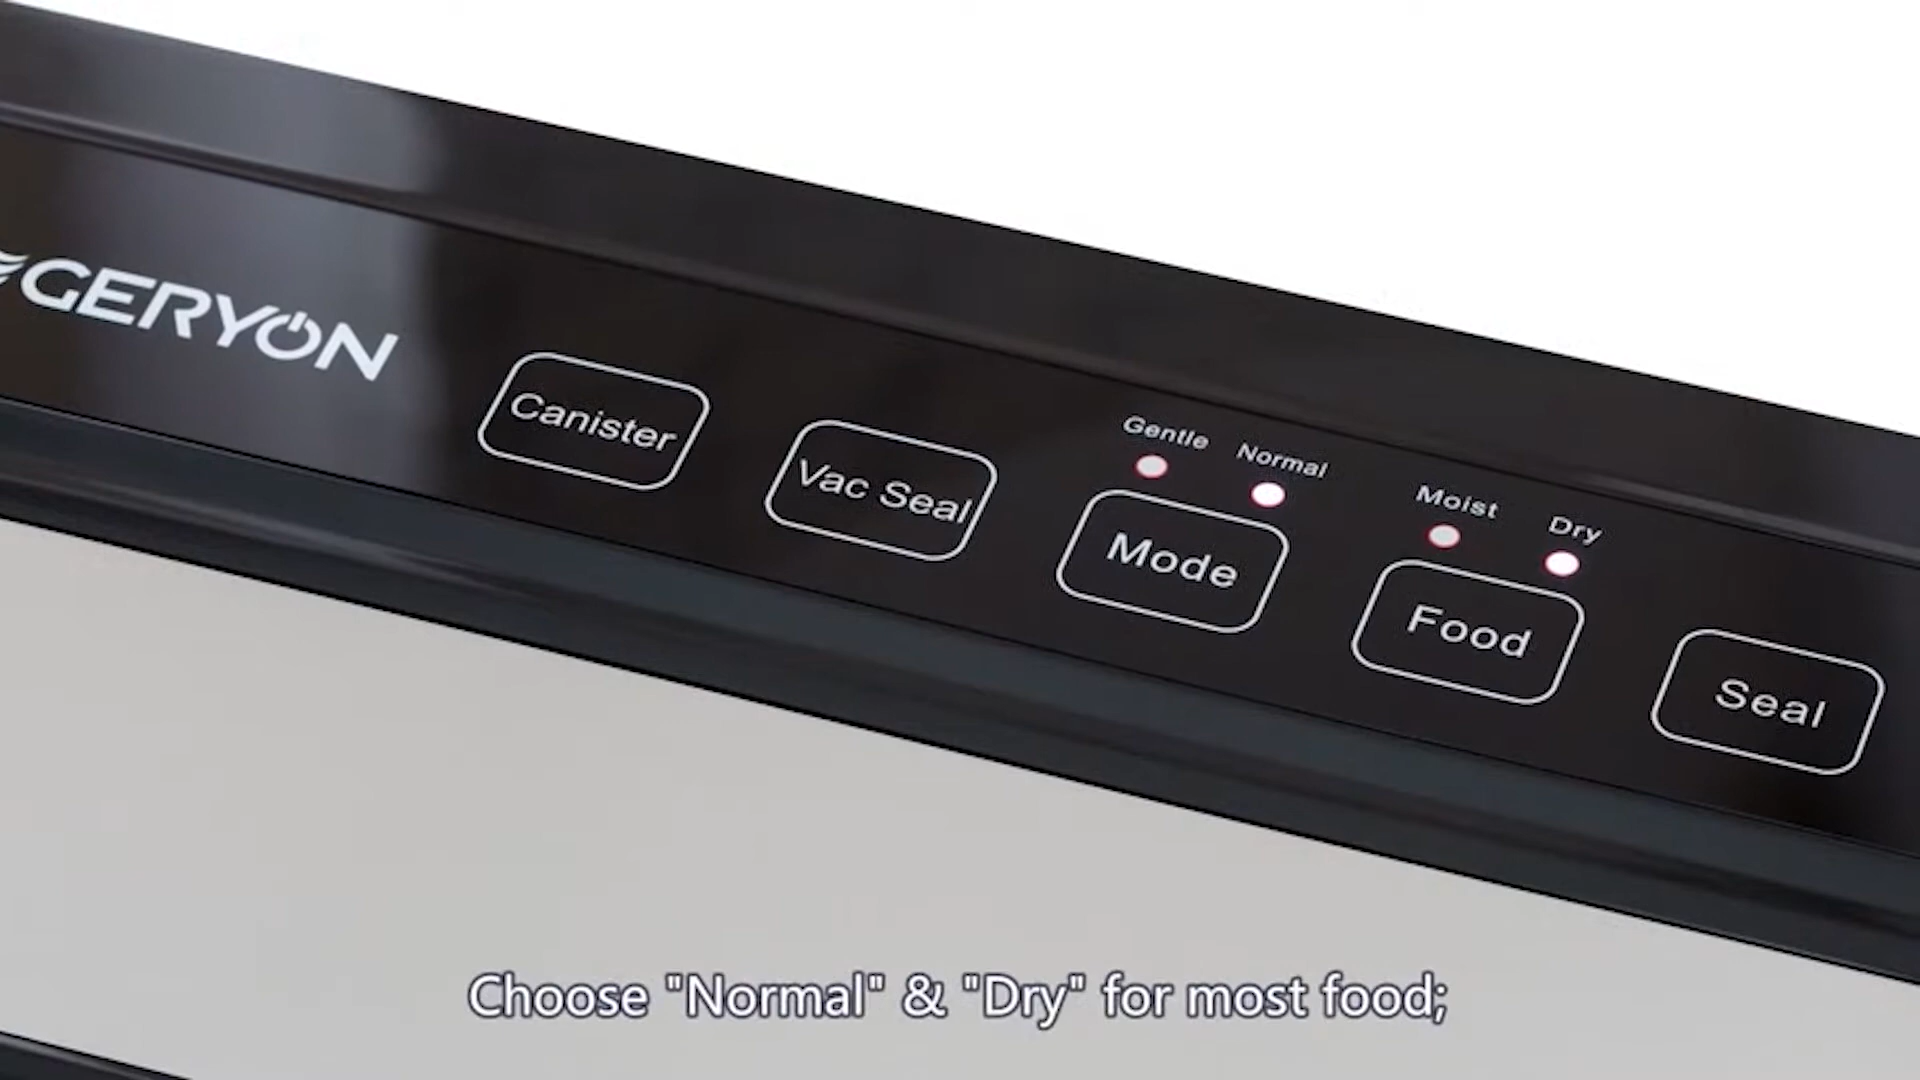 GERYON
Canister
Vac Seal
Gentle Normal
Mode
Moist Dry
Food
Seal
Choose "Normal" & "Dry" for most food;